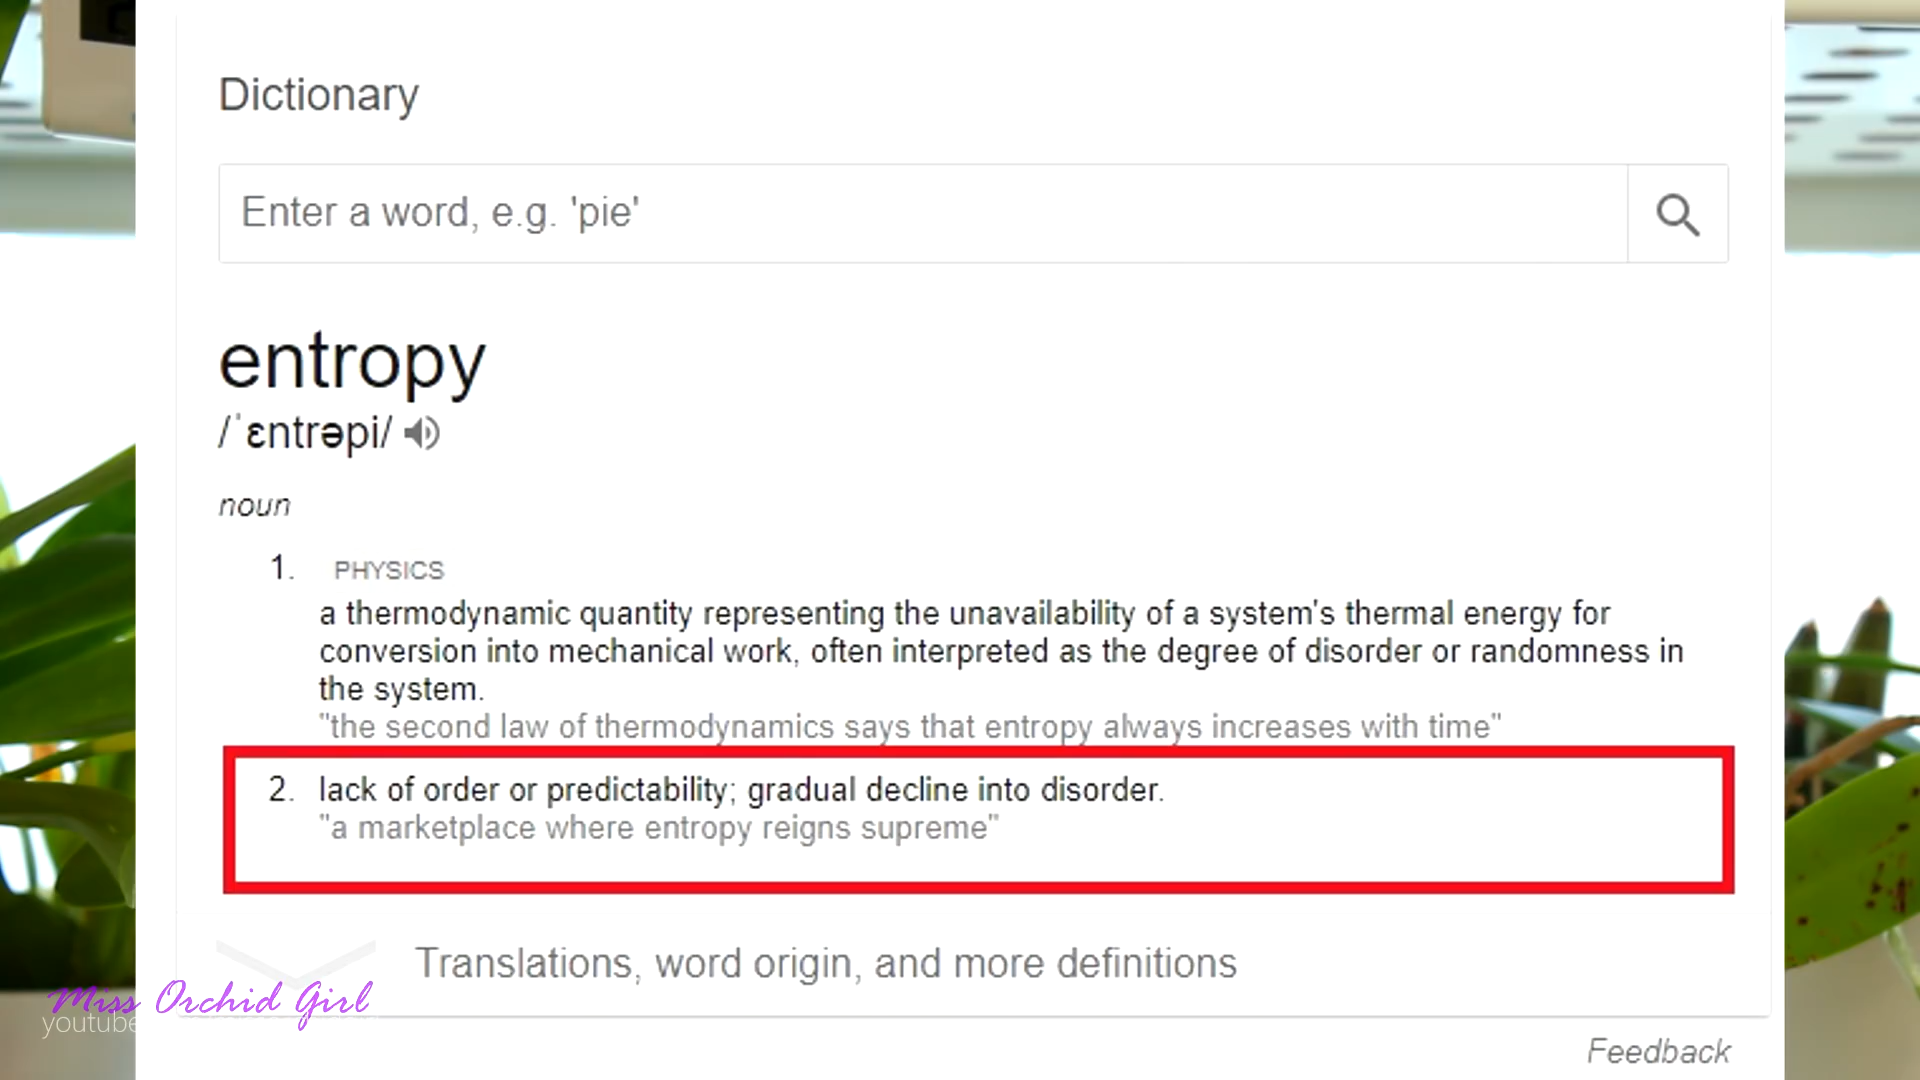 Dictionary
Enter a word, e.g. 'pie'
entropy
/ˈɛntrəpi/
noun
1. PHYSICS
a thermodynamic quantity representing the unavailability of a system's thermal energy for
conversion into mechanical work, often interpreted as the degree of disorder or randomness in
the system.
"the second law of thermodynamics says that entropy always increases with time"
2. lack of order or predictability; gradual decline into disorder.
"a marketplace where entropy reigns supreme"
Translations, word origin, and more definitions
Miss Orchid Girl
youtube
Feedback